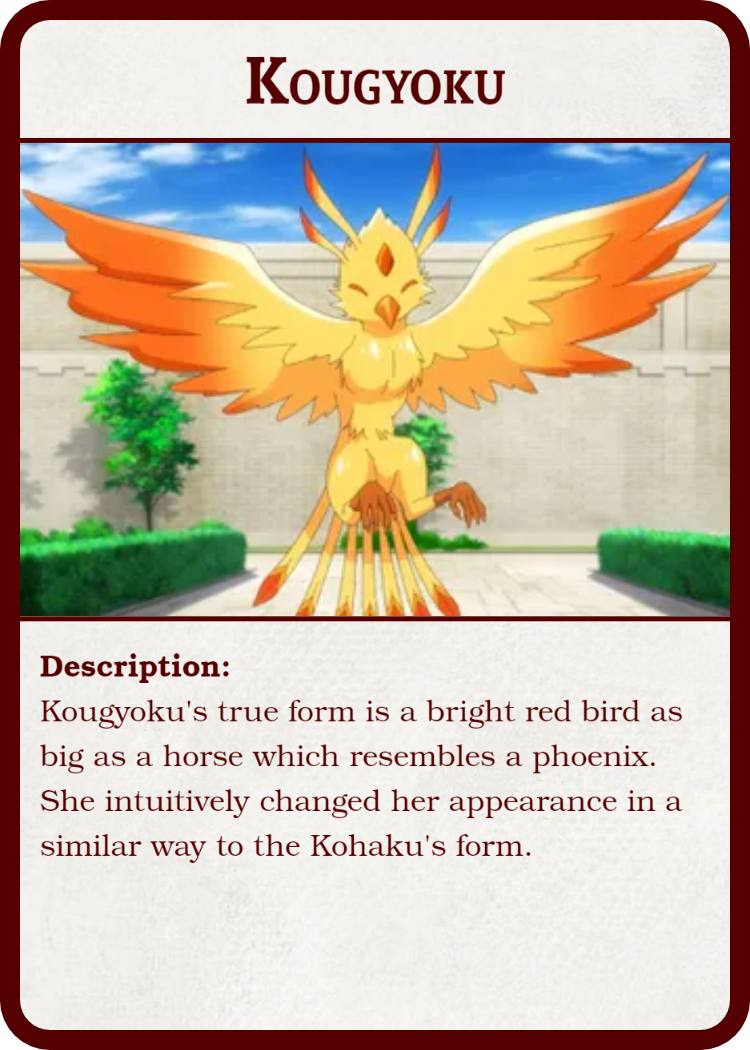 Kougyoku
Description:
Kougyoku's true form is a bright red bird as
big as a horse which resembles a phoenix.
She intuitively changed her appearance in a
similar way to the Kohaku's form.